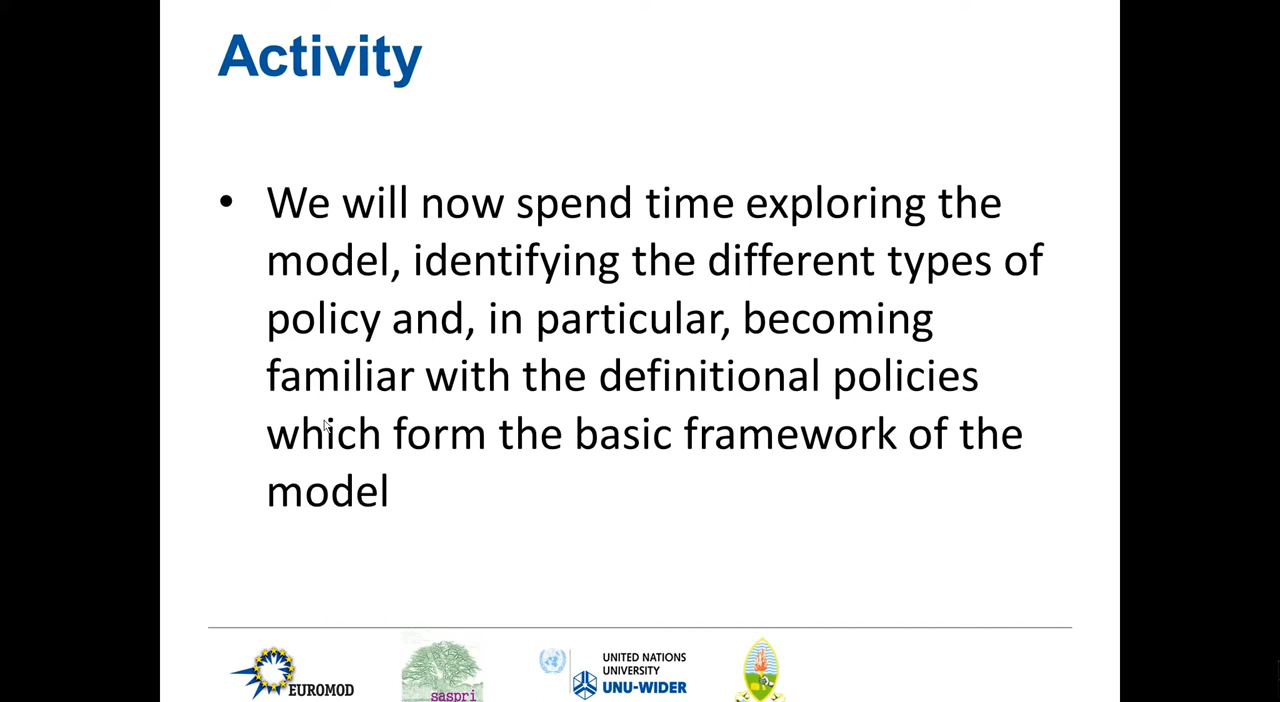 Activity
• We will now spend time exploring the
model, identifying the different types of
policy and, in particular, becoming
familiar with the definitional policies
which form the basic framework of the
model
EUROMOD
saspri
UNITED NATIONS
UNIVERSITY
UNU-WIDER